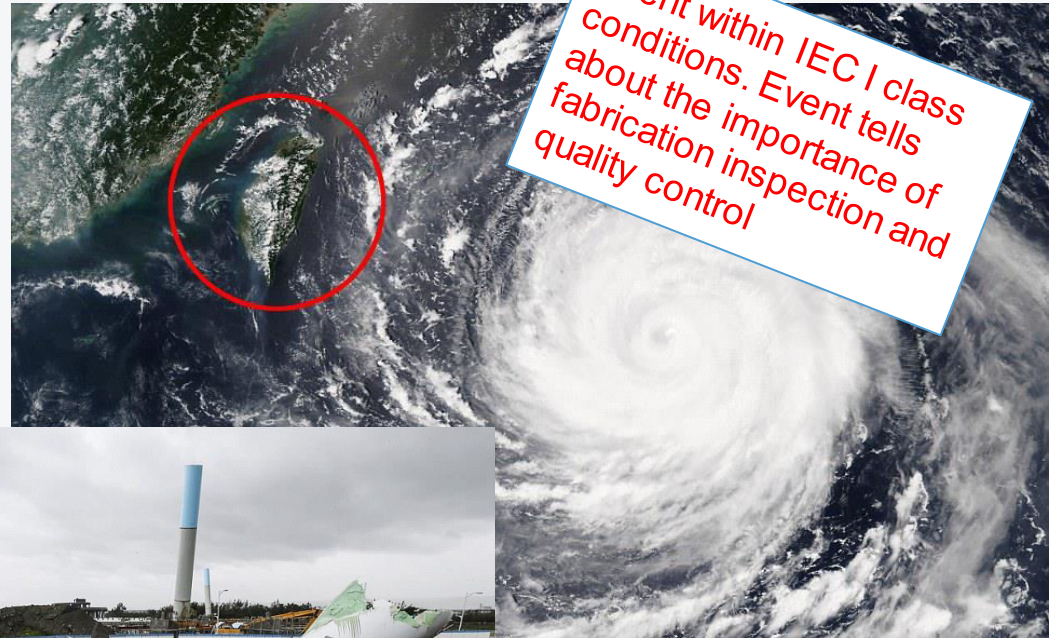 within IEC I class
conditions. Event tells
about the importance of
fabrication inspection and
quality control